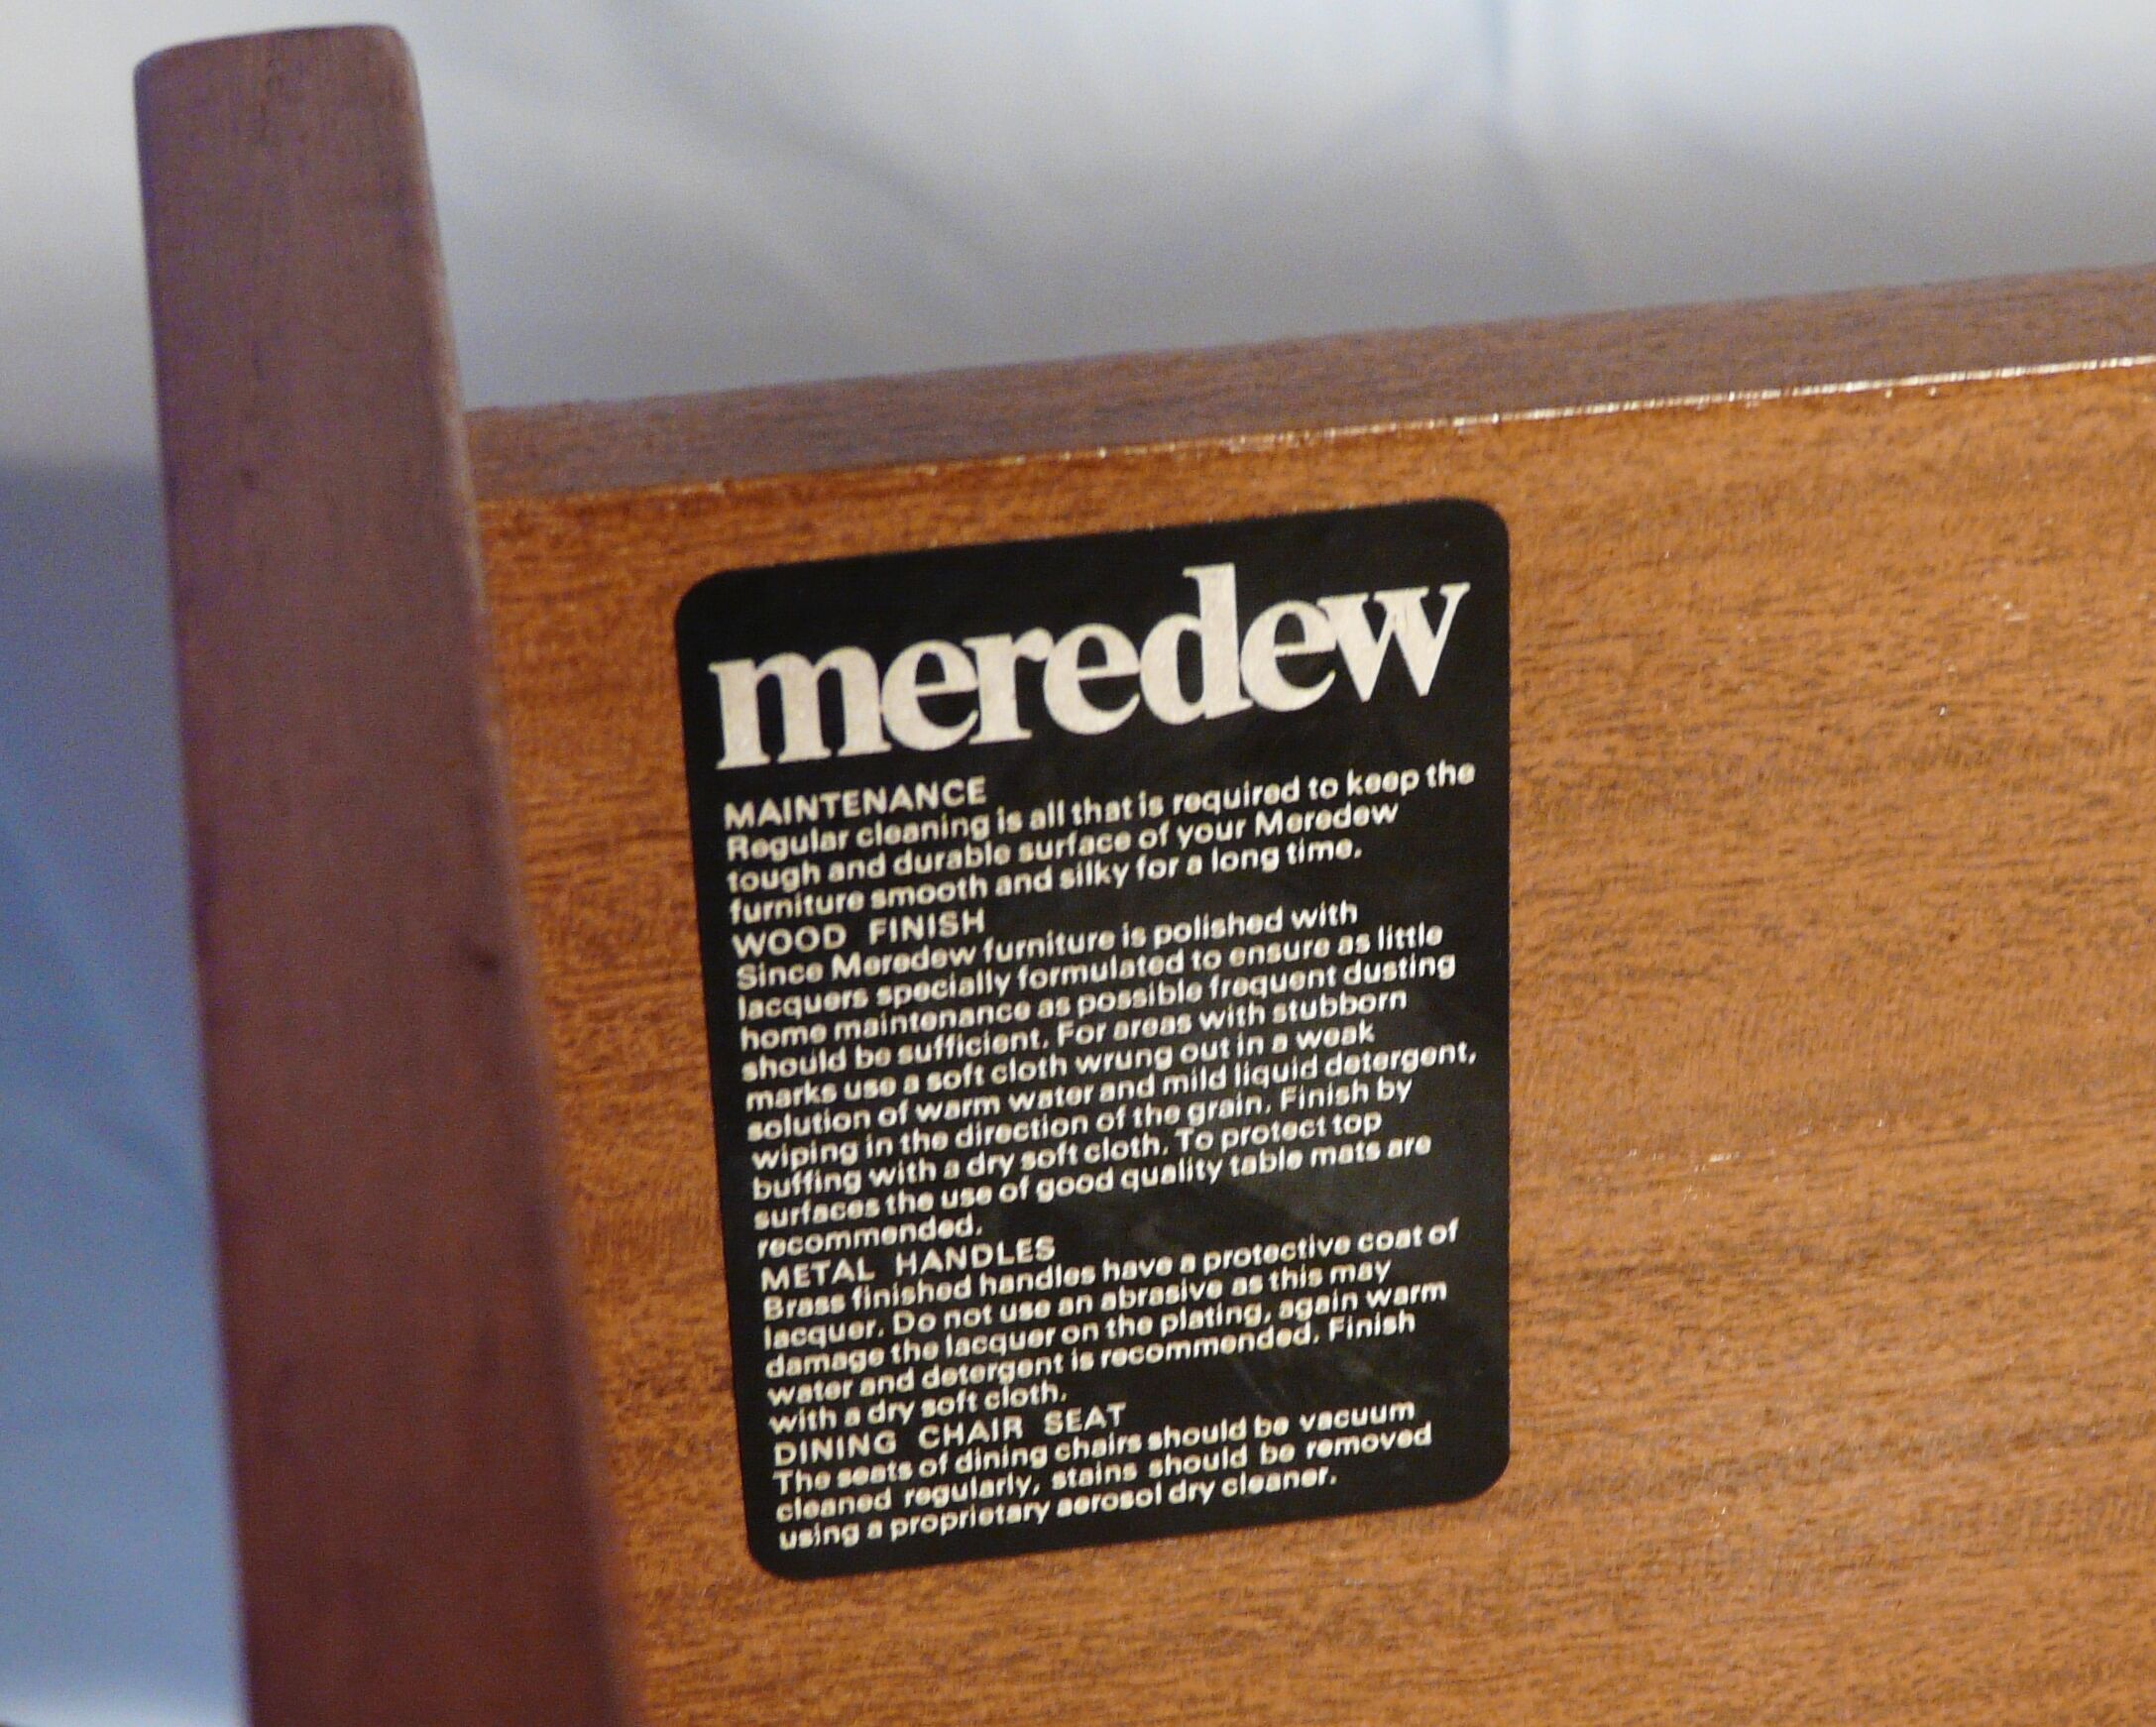 meredew
MAINTENANCE
Regular cleaning is all that is required to keep the
tough and durable surface of your Meredew
furniture smooth and silky for a long time.
WOOD FINISH
Since Meredew furniture is polished with
lacquers specially formulated to ensure as little
home maintenance as possible frequent dusting
should be sufficient. For areas with stubborn
marks use a soft cloth wrung out in a weak
solution of warm water and mild liquid detergent,
wiping in the direction of the grain. Finish by
buffing with a dry soft cloth. To protect top
surfaces the use of good quality table mats are
recommended.
METAL HANDLES
Brass finished handles have a protective coat of
lacquer. Do not use an abrasive as this may
damage the lacquer on the plating, again warm
water and detergent is recommended. Finish
with a dry soft cloth.
DINING CHAIR SEAT
The seats of dining chairs should be vacuum
cleaned regularly, stains should be removed
using a proprietary aerosol dry cleaner.